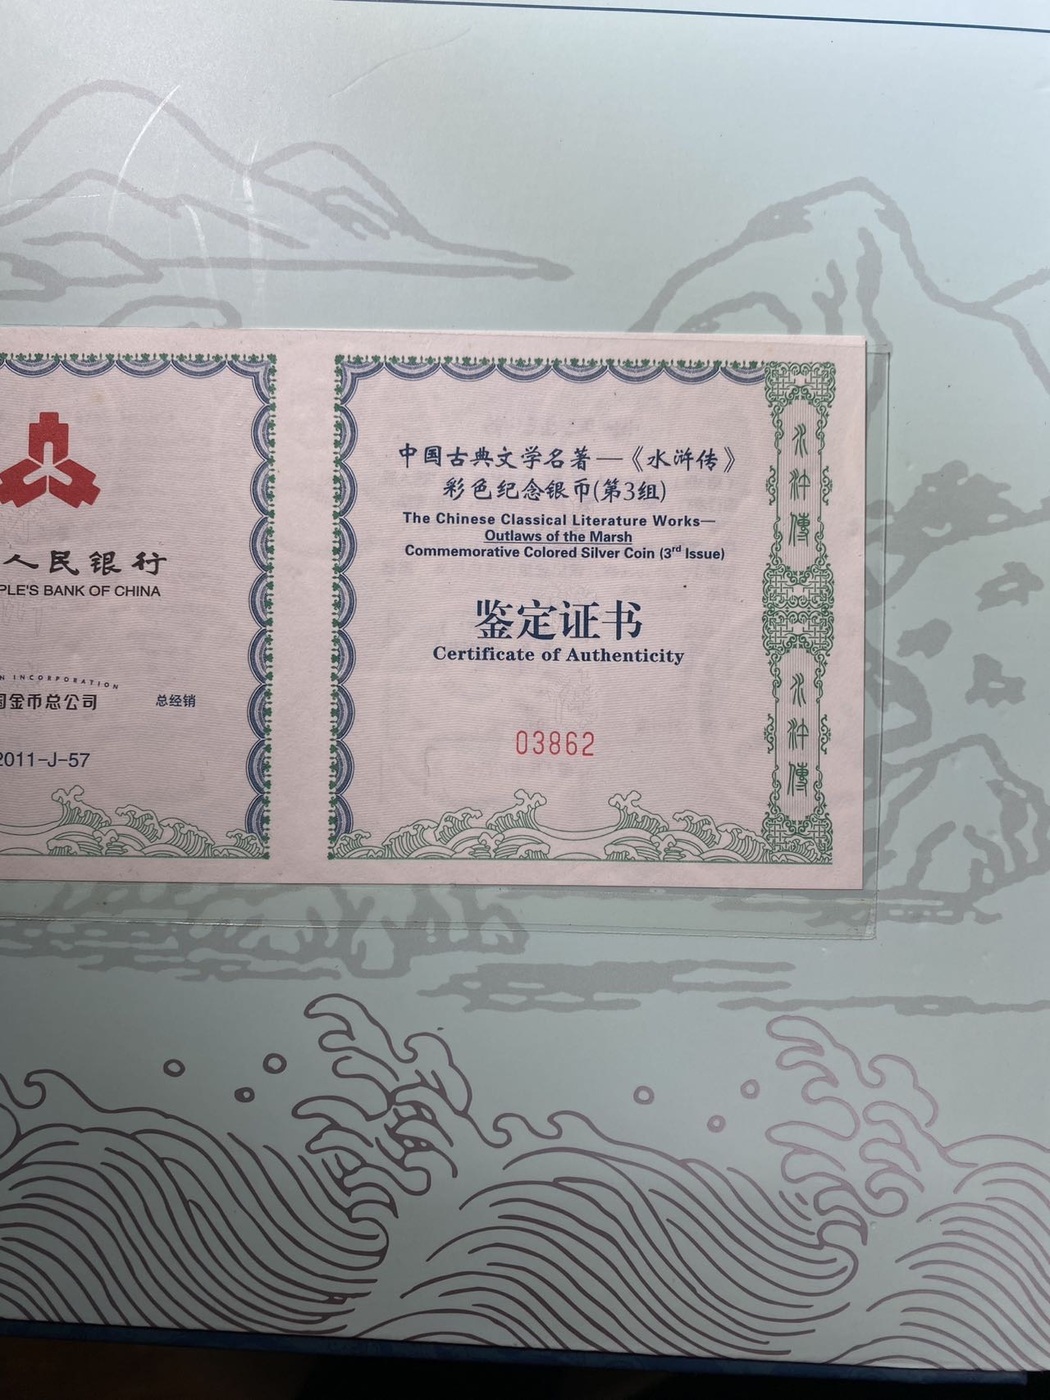 人民银行
PLE'S BANK OF CHINA
N INCORPORATION
国金币总公司 总经销
2011-J-57
中国古典文学名著—《水浒传》
彩色纪念银币(第3组)
The Chinese Classical Literature Works—
Outlaws of the Marsh
Commemorative Colored Silver Coin (3rd Issue)
鉴定证书
Certificate of Authenticity
03862
水浒傳
水浒傳